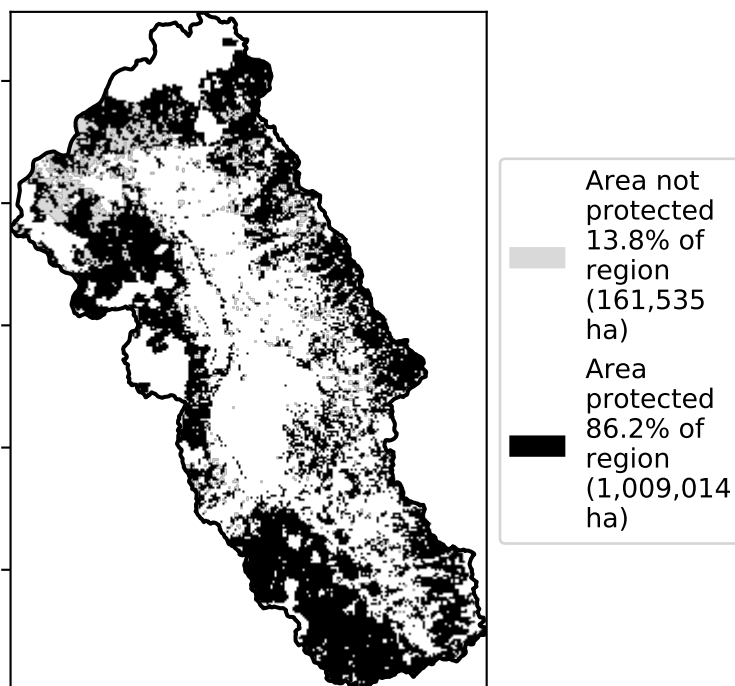 Area not
protected
13.8% of
region
(161,535
ha)
Area
protected
86.2% of
region
(1,009,014
ha)